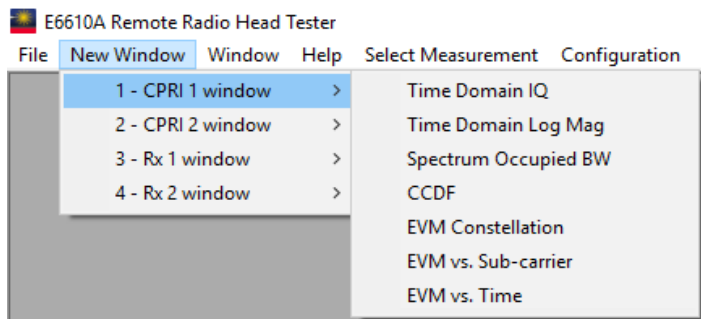 E6610A Remote Radio Head Tester
File New Window Window Help Select Measurement Configuration
1 - CPRI 1 window >
2 - CPRI 2 window >
3 - Rx 1 window >
4 - Rx 2 window >
Time Domain IQ
Time Domain Log Mag
Spectrum Occupied BW
CCDF
EVM Constellation
EVM vs. Sub-carrier
EVM vs. Time